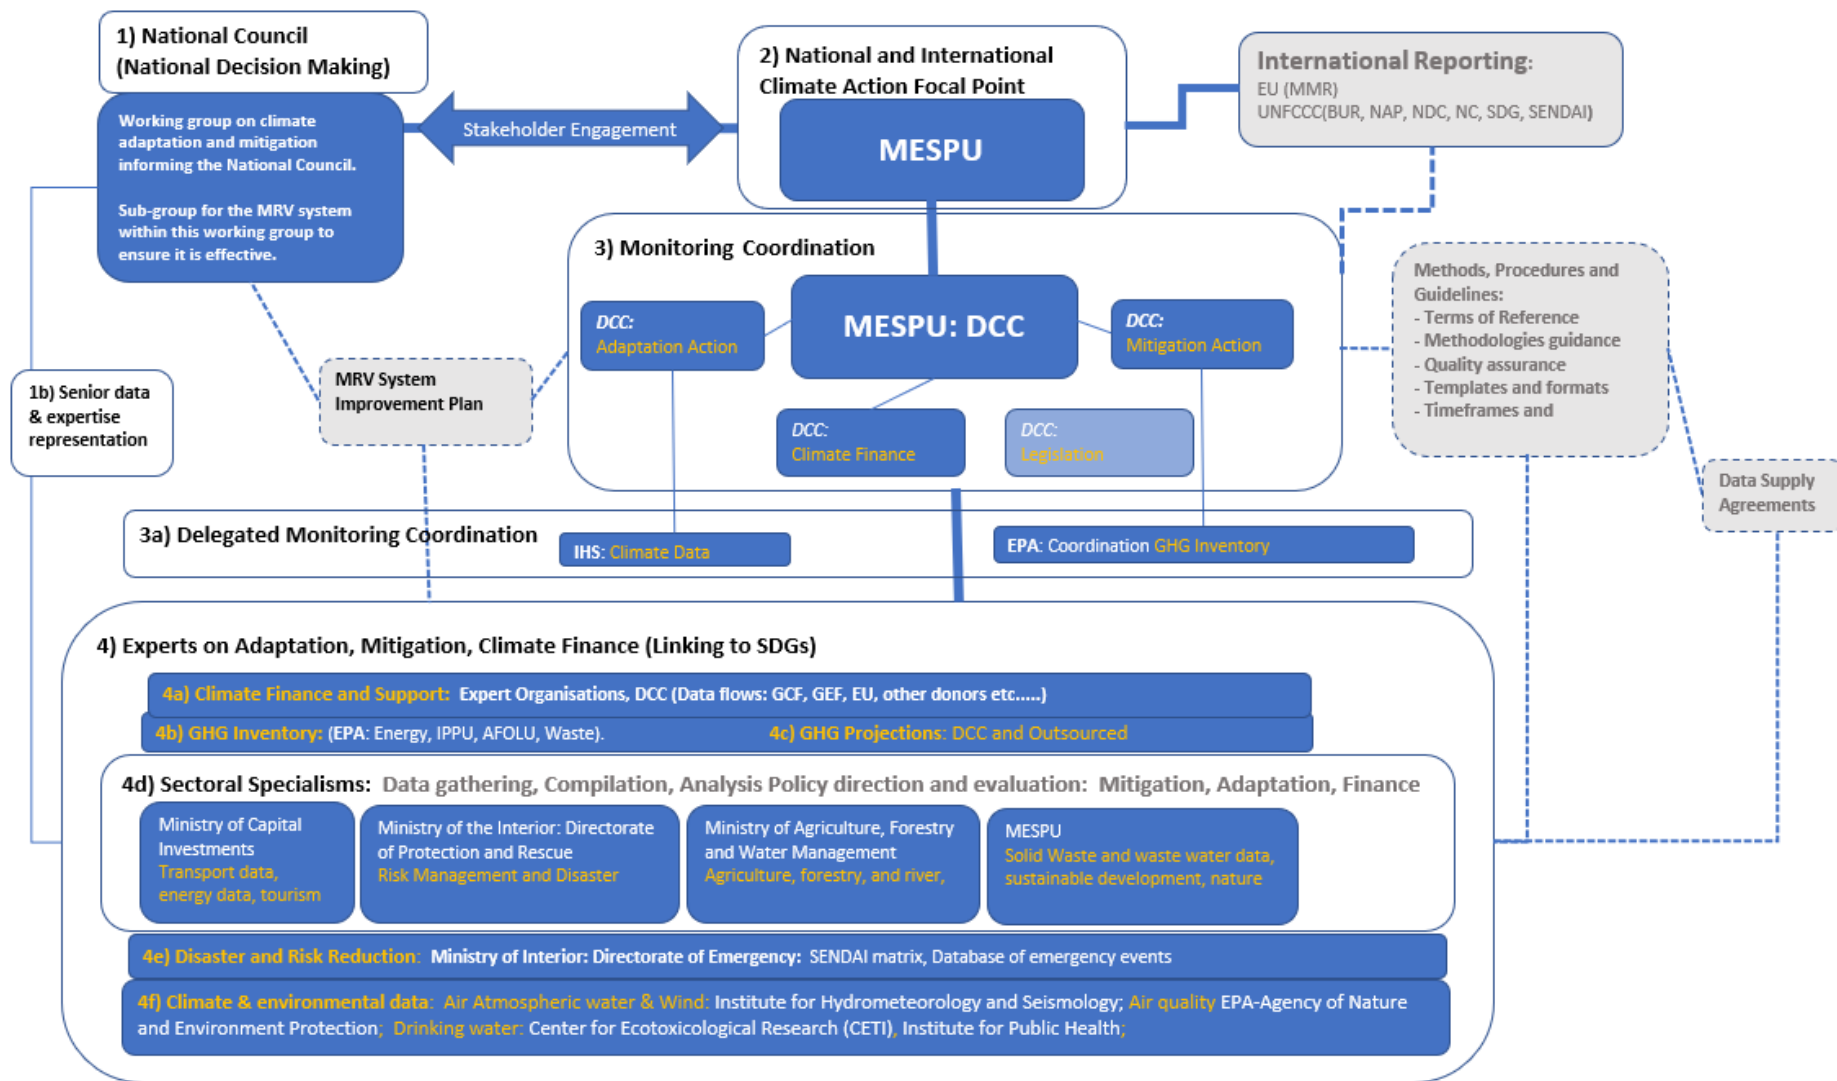 1) National Council
(National Decision Making)
Working group on climate
adaptation and mitigation
informing the National Council.
Sub-group for the MRV system
within this working group to
ensure it is effective.
Stakeholder Engagement
2) National and International
Climate Action Focal Point
MESPU
International Reporting:
EU (MMR)
UNFCCC(BUR, NAP, NDC, NC, SDG, SENDAI)
3) Monitoring Coordination
MESPU: DCC
DCC:
Adaptation Action
DCC:
Mitigation Action
DCC:
Climate Finance
DCC:
Legislation
Methods, Procedures and
Guidelines:
- Terms of Reference
- Methodologies guidance
- Quality assurance
- Templates and formats
- Timeframes and
MRV System
Improvement Plan
1b) Senior data
& expertise
representation
Data Supply
Agreements
3a) Delegated Monitoring Coordination
IHS: Climate Data
EPA: Coordination GHG Inventory
4) Experts on Adaptation, Mitigation, Climate Finance (Linking to SDGs)
4a) Climate Finance and Support: Expert Organisations, DCC (Data flows: GCF, GEF, EU, other donors etc.....)
4b) GHG Inventory: (EPA: Energy, IPPU, AFOLU, Waste).
4c) GHG Projections: DCC and Outsourced
4d) Sectoral Specialisms: Data gathering, Compilation, Analysis Policy direction and evaluation: Mitigation, Adaptation, Finance
Ministry of Capital
Investments
Transport data,
energy data, tourism
Ministry of the Interior: Directorate
of Protection and Rescue
Risk Management and Disaster
Ministry of Agriculture, Forestry
and Water Management
Agriculture, forestry, and river,
MESPU
Solid Waste and waste water data,
sustainable development, nature
4e) Disaster and Risk Reduction: Ministry of Interior: Directorate of Emergency: SENDAI matrix, Database of emergency events
4f) Climate & environmental data: Air Atmospheric water & Wind: Institute for Hydrometeorology and Seismology; Air quality EPA-Agency of Nature
and Environment Protection; Drinking water: Center for Ecotoxicological Research (CETI), Institute for Public Health;